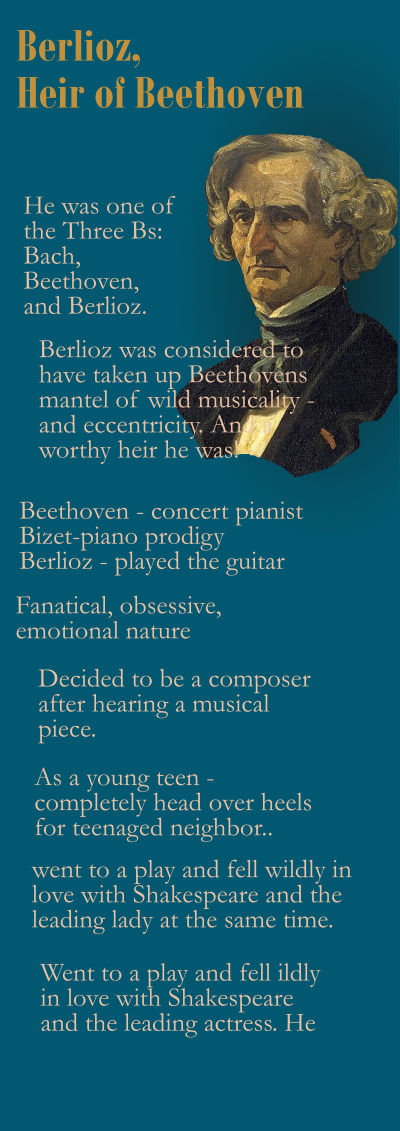 Berlioz,
Heir of Beethoven
He was one of
the Three Bs:
Bach,
Beethoven,
and Berlioz.
Berlioz was considered to
have taken up Beethovens
mantel of wild musicality -
and eccentricity. And
worthy heir he was.
Beethoven - concert pianist
Bizet-piano prodigy
Berlioz - played the guitar
Fanatical, obsessive,
emotional nature
Decided to be a composer
after hearing a musical
piece.
As a young teen -
completely head over heels
for teenaged neighbor..
went to a play and fell wildly in
love with Shakespeare and the
leading lady at the same time.
Went to a play and fell ildly
in love with Shakespeare
and the leading actress. He